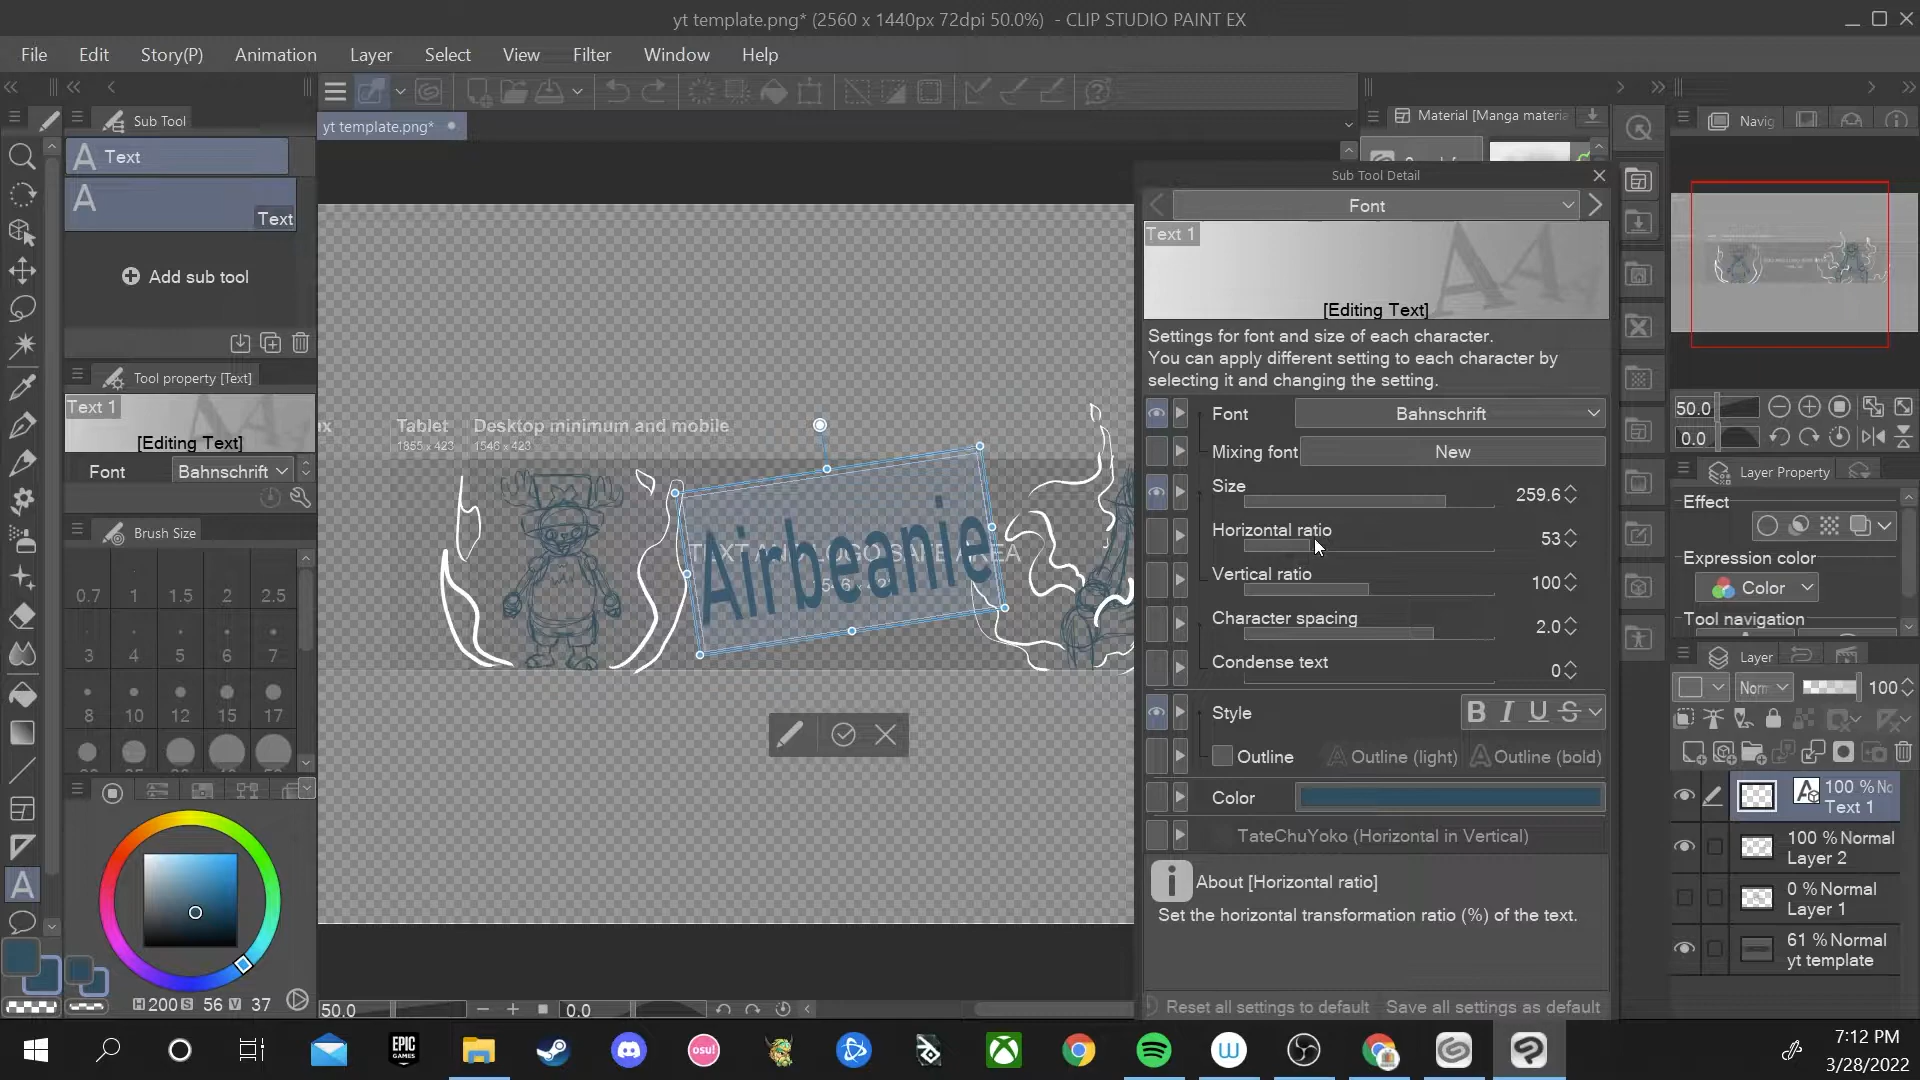 yt template.png* (2560 x 1440px 72dpi 50.0%) - CLIP STUDIO PAINT EX
File Edit Story(P) Animation Layer Select View Filter Window Help
Sub Tool
yt template.png*
Material [Manga materia
Navig
Text
Text
Add sub tool
Tool property [Text]
Text 1
[Editing Text]
Font Bahnschrift
Brush Size
0.7 1 1.5 2 2.5
3 4 5 6 7
8 10 12 15 17
H 200 S 56 V 37
ex
Tablet
1855 x 423
Desktop minimum and mobile
1546 x 423
Airbeanie
50.0 0.0
Sub Tool Detail
Font
Text 1
[Editing Text]
Settings for font and size of each character.
You can apply different setting to each character by
selecting it and changing the setting.
Font Bahnschrift
Mixing font New
Size 259.6
Horizontal ratio 53
Vertical ratio 100
Character spacing 2.0
Condense text 0
Style B I U S
Outline Outline (light) Outline (bold)
Color
TateChuYoko (Horizontal in Vertical)
About [Horizontal ratio]
Set the horizontal transformation ratio (%) of the text.
Reset all settings to default Save all settings as default
50.0
0.0
Layer Property
Effect
Expression color
Color
Tool navigation
Layer
Norm 100
100 % No
Text 1
100 % Normal
Layer 2
0 % Normal
Layer 1
61 % Normal
yt template
EPIC
GAMES
osu!
7:12 PM
3/28/2022